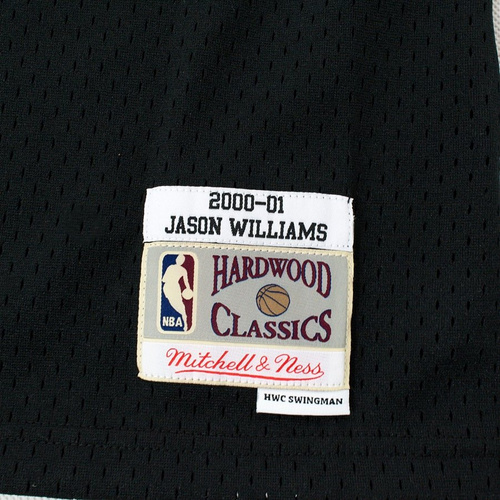 2000-01
JASON WILLIAMS
HARDWOOD
CLASSICS
NBA
Mitchell & Ness
HWC SWINGMAN